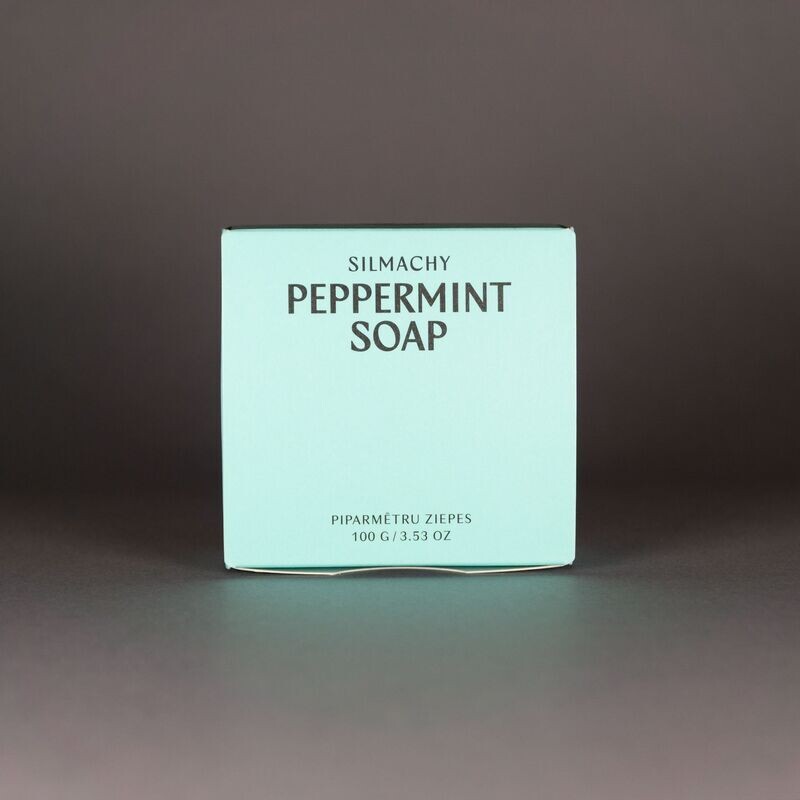 SILMACHY
PEPPERMINT
SOAP
PIPARMĒTRU ZIEPES
100 G / 3.53 OZ